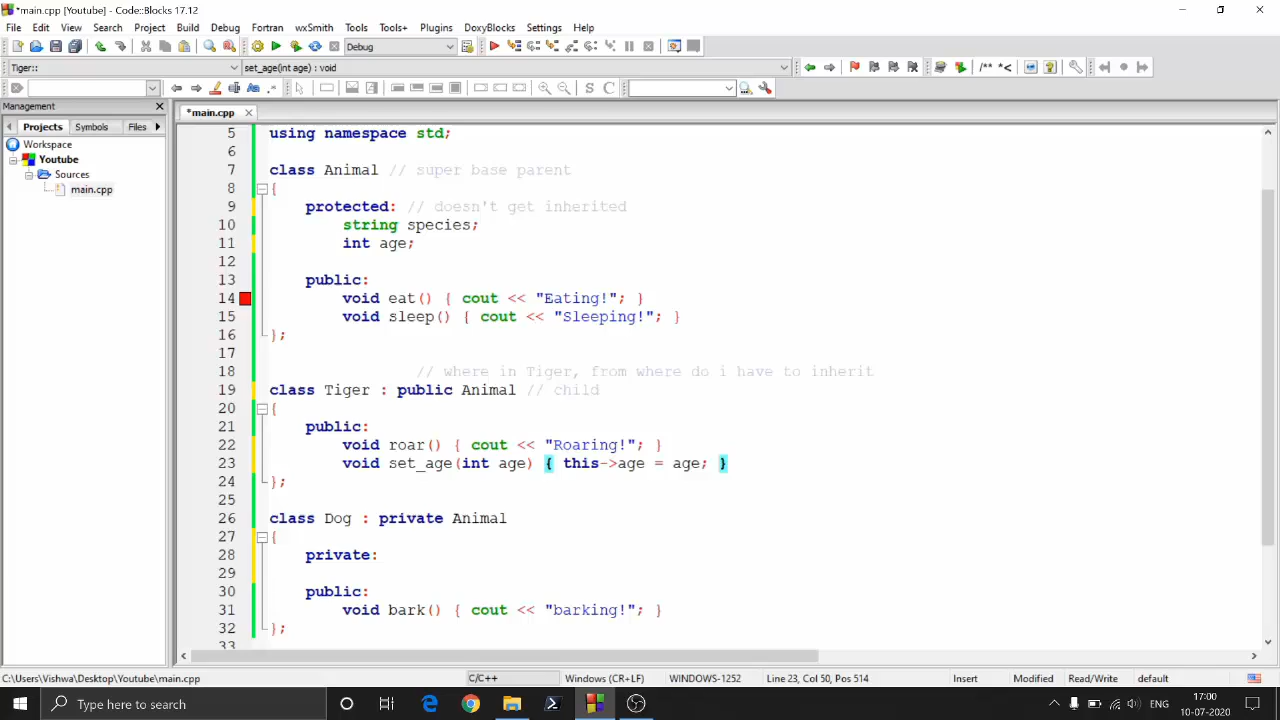 *main.cpp [Youtube] - Code::Blocks 17.12
File Edit View Search Project Build Debug Fortran wxSmith Tools Tools+ Plugins DoxyBlocks Settings Help
Debug
/** *<
Tiger:: set_age(int age) : void
S C
Management
*main.cpp
Projects Symbols Files
Workspace
Youtube
Sources
main.cpp
5 using namespace std;
6
7 class Animal // super base parent
8 {
9 protected: // doesn't get inherited
10 string species;
11 int age;
12
13 public:
14 void eat() { cout << "Eating!"; }
15 void sleep() { cout << "Sleeping!"; }
16 };
17
18 // where in Tiger, from where do i have to inherit
19 class Tiger : public Animal // child
20 {
21 public:
22 void roar() { cout << "Roaring!"; }
23 void set_age(int age) { this->age = age; }
24 };
25
26 class Dog : private Animal
27 {
28 private:
29
30 public:
31 void bark() { cout << "barking!"; }
32 };
33
C:\Users\Vishwa\Desktop\Youtube\main.cpp C/C++ Windows (CR+LF) WINDOWS-1252 Line 23, Col 50, Pos 514 Insert Modified Read/Write default
Type here to search
ENG
17:00
10-07-2020